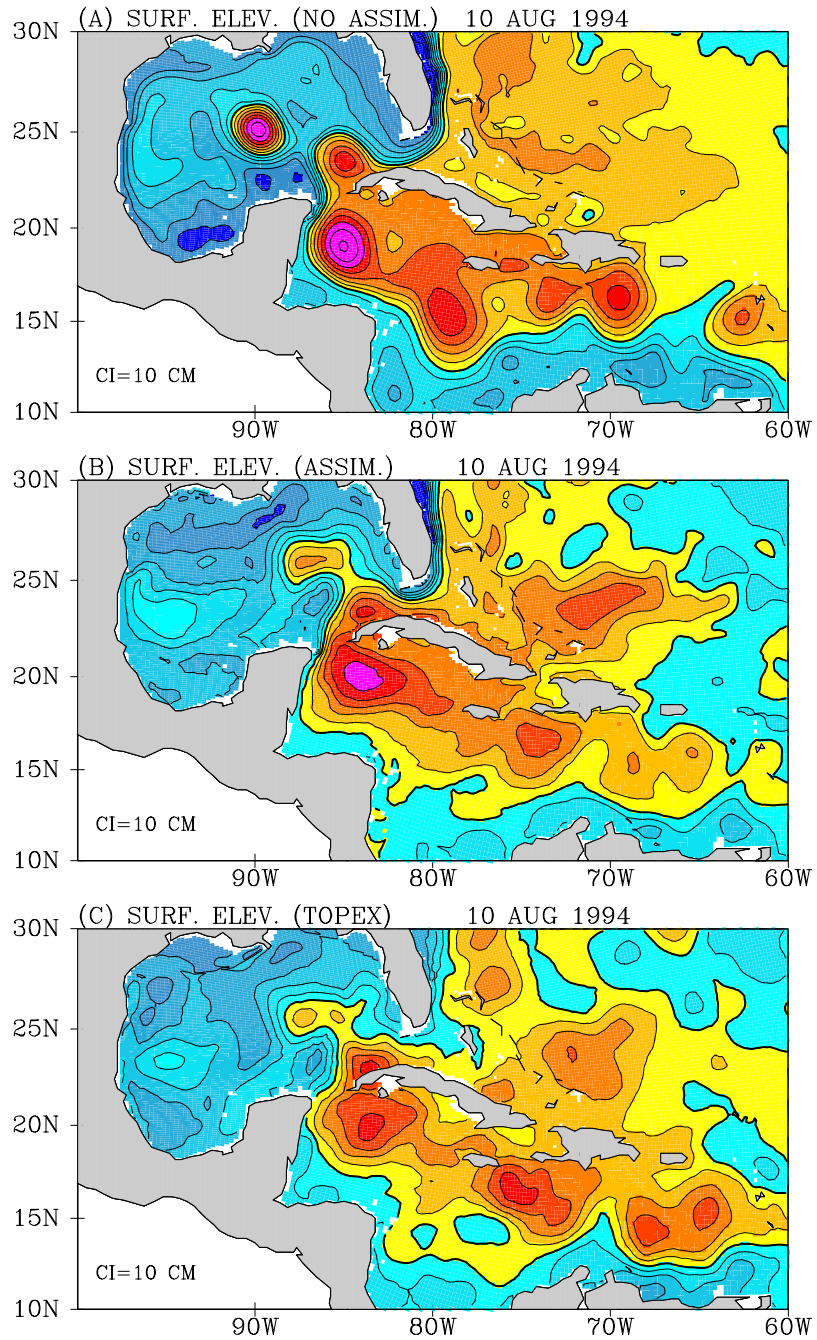 (A) SURF. ELEV. (NO ASSIM.) 10 AUG 1994
30N
25N
20N
15N
CI=10 CM
10N
90W 80W 70W 60W
(B) SURF. ELEV. (ASSIM.) 10 AUG 1994
30N
25N
20N
15N
CI=10 CM
10N
90W 80W 70W 60W
(C) SURF. ELEV. (TOPEX) 10 AUG 1994
30N
25N
20N
15N
CI=10 CM
10N
90W 80W 70W 60W